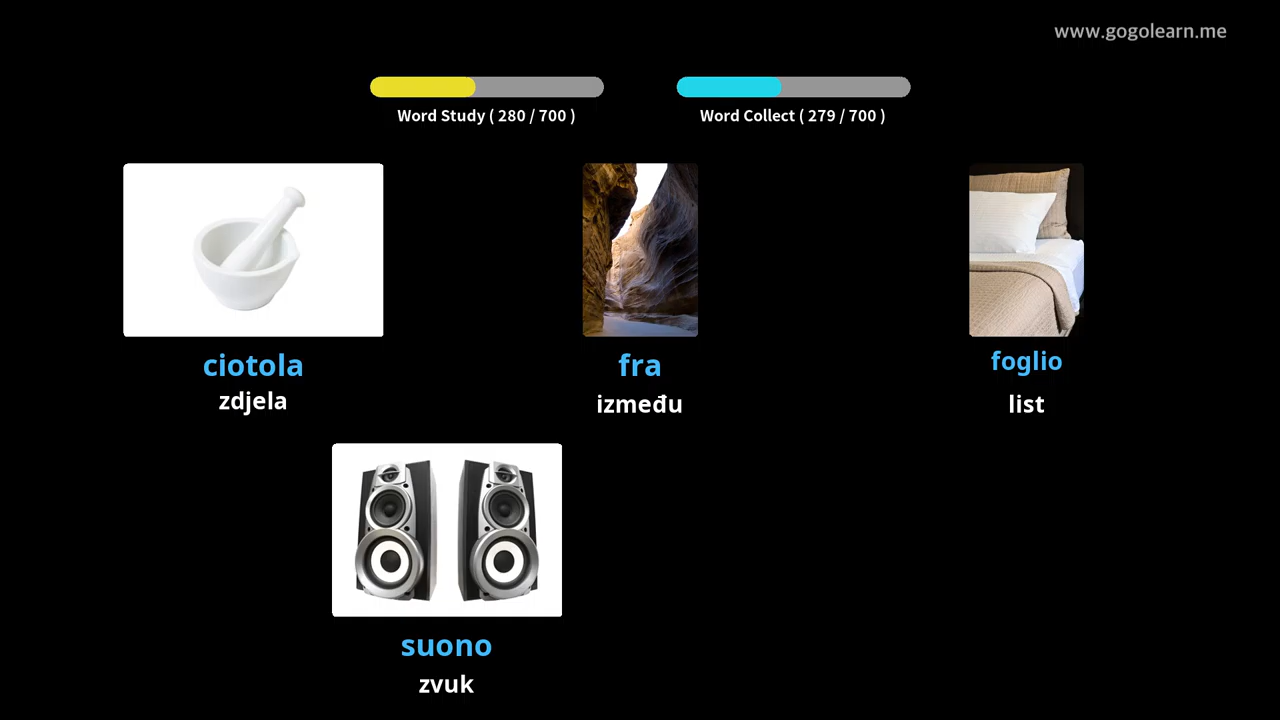 www.gogolearn.me
Word Study ( 280 / 700 )
Word Collect ( 279 / 700 )
ciotola
zdjela
fra
između
foglio
list
suono
zvuk